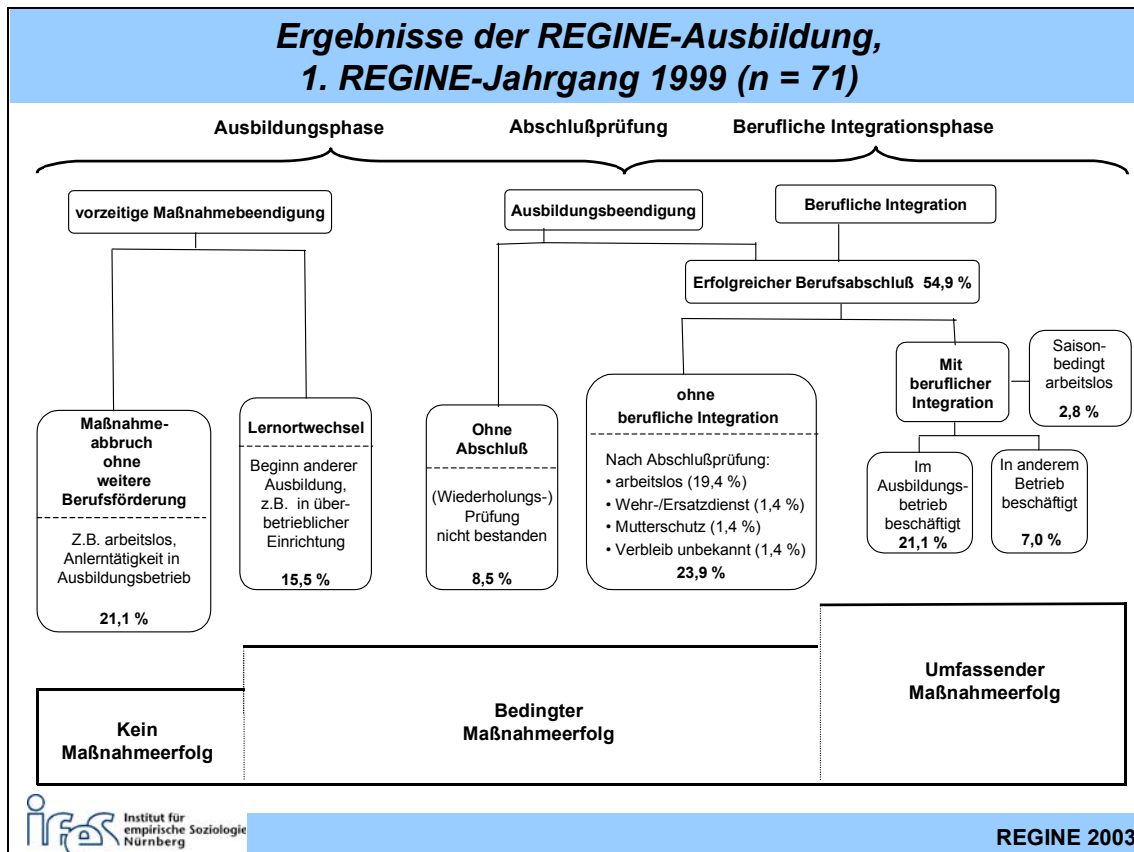 Ergebnisse der REGINE-Ausbildung,
1. REGINE-Jahrgang 1999 (n = 71)
Ausbildungsphase
Abschlußprüfung
Berufliche Integrationsphase
vorzeitige Maßnahmebeendigung
Ausbildungsbeendigung
Berufliche Integration
Erfolgreicher Berufsabschluß 54,9 %
Maßnahme-
abbruch
ohne
weitere
Berufsförderung
Z.B. arbeitslos,
Anlerntätigkeit in
Ausbildungsbetrieb
21,1 %
Lernortwechsel
Beginn anderer
Ausbildung,
z.B. in über-
betrieblicher
Einrichtung
15,5 %
Ohne
Abschluß
(Wiederholungs-)
Prüfung
nicht bestanden
8,5 %
ohne
berufliche Integration
Nach Abschlußprüfung:
• arbeitslos (19,4 %)
• Wehr-/Ersatzdienst (1,4 %)
• Mutterschutz (1,4 %)
• Verbleib unbekannt (1,4 %)
23,9 %
Mit
beruflicher
Integration
Saison-
bedingt
arbeitslos
2,8 %
Im
Ausbildungs-
betrieb
beschäftigt
21,1 %
In anderem
Betrieb
beschäftigt
7,0 %
Kein
Maßnahmeerfolg
Bedingter
Maßnahmeerfolg
Umfassender
Maßnahmeerfolg
ifes
Institut für
empirische Soziologie
Nürnberg
REGINE 2003